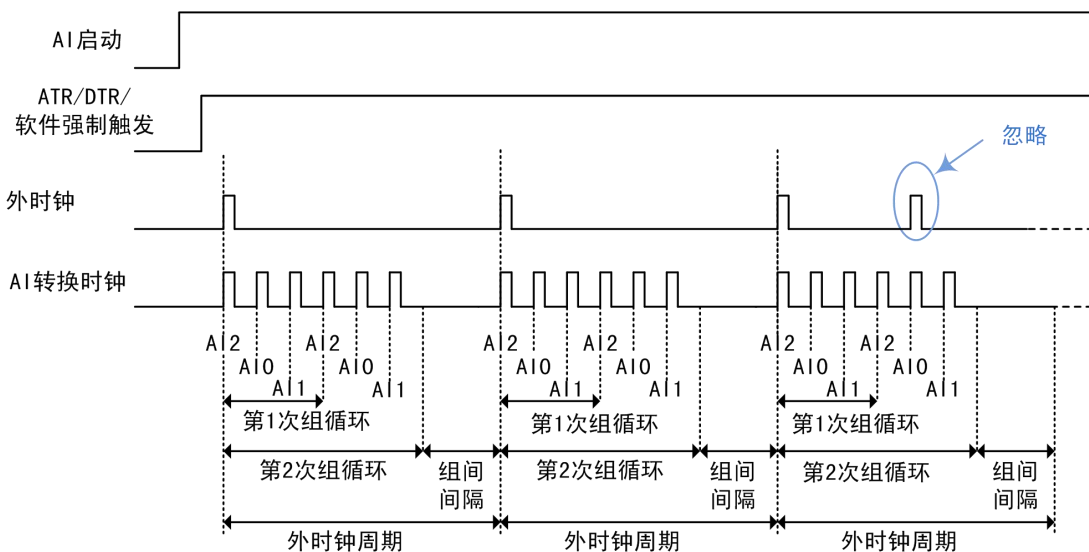 AI启动
ATR/DTR/
软件强制触发
忽略
外时钟
AI转换时钟
AI2 AI2 AI2 AI2 AI2 AI2
AI0 AI0 AI0 AI0 AI0 AI0
AI1 AI1 AI1 AI1 AI1 AI1
第1次组循环 第1次组循环 第1次组循环
第2次组循环 组间 第2次组循环 组间 第2次组循环 组间
间隔 间隔 间隔
外时钟周期 外时钟周期 外时钟周期